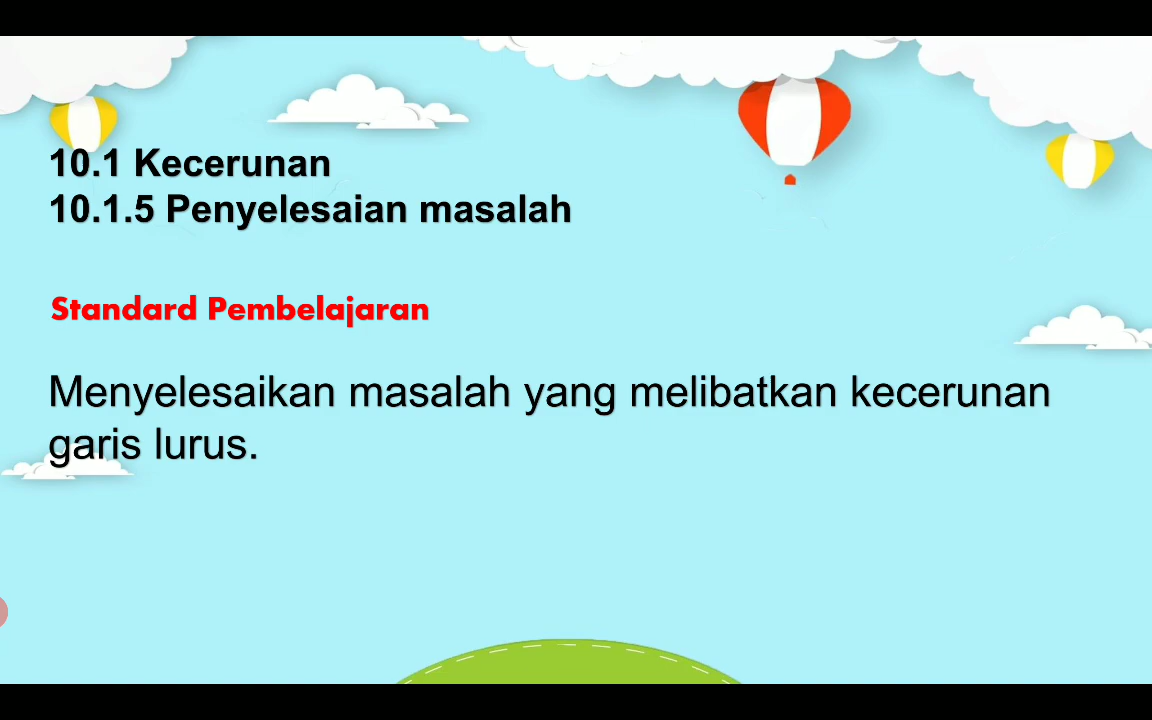 10.1 Kecerunan
10.1.5 Penyelesaian masalah
Standard Pembelajaran
Menyelesaikan masalah yang melibatkan kecerunan
garis lurus.